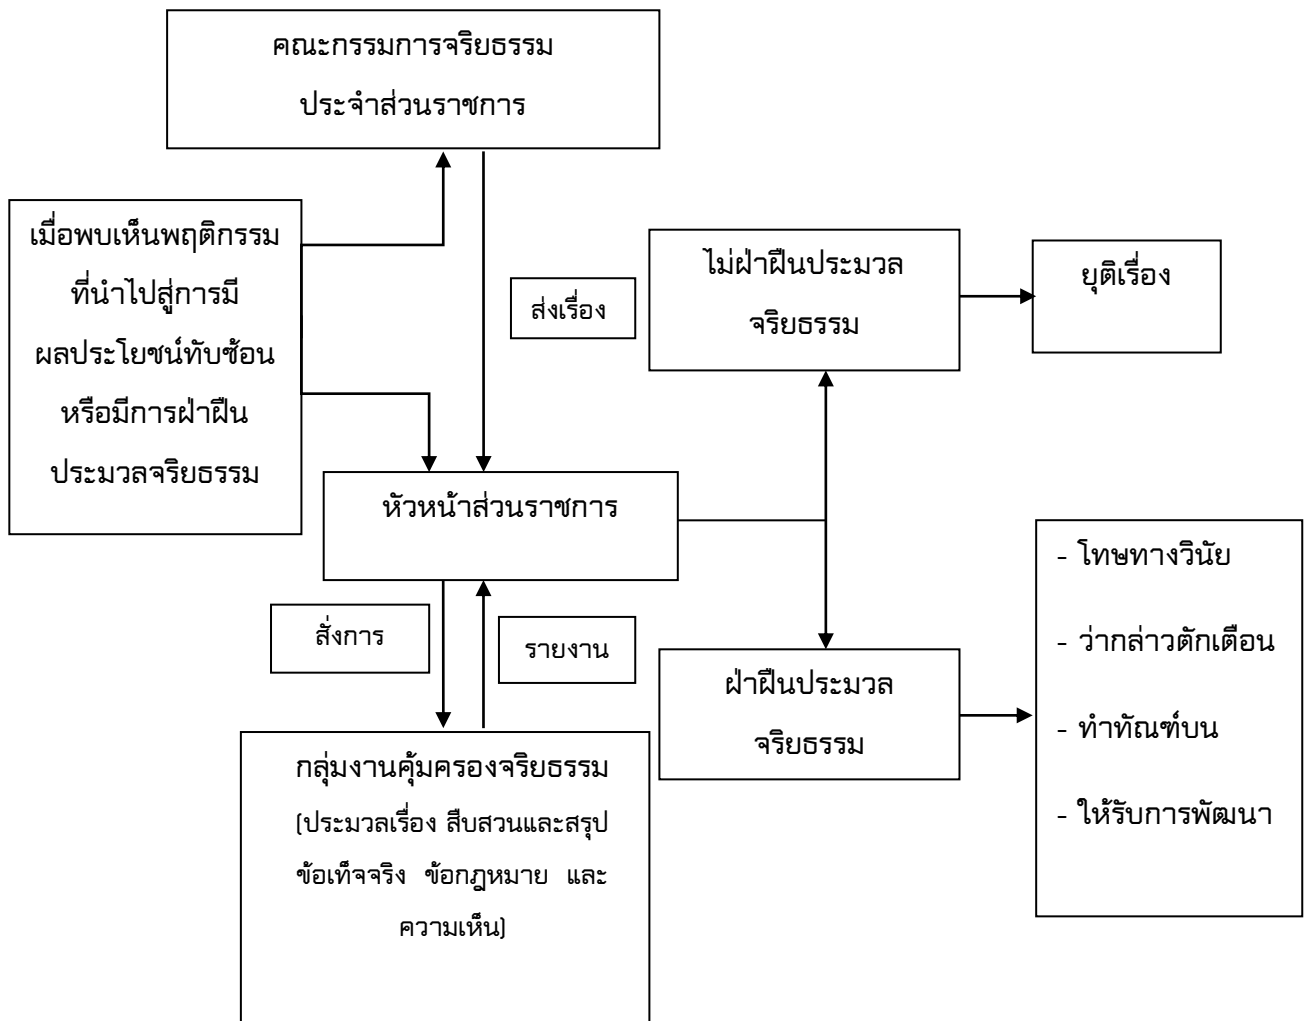 คณะกรรมการจริยธรรม
ประจำส่วนราชการ
เมื่อพบเห็นพฤติกรรม
ที่นำไปสู่การมี
ผลประโยชน์ทับซ้อน
หรือมีการฝ่าฝืน
ประมวลจริยธรรม
ส่งเรื่อง
ไม่ฝ่าฝืนประมวล
จริยธรรม
ยุติเรื่อง
หัวหน้าส่วนราชการ
สั่งการ
รายงาน
ฝ่าฝืนประมวล
จริยธรรม
- โทษทางวินัย
- ว่ากล่าวตักเตือน
- ทำทัณฑ์บน
- ให้รับการพัฒนา
กลุ่มงานคุ้มครองจริยธรรม
(ประมวลเรื่อง สืบสวนและสรุป
ข้อเท็จจริง ข้อกฎหมาย และ
ความเห็น)